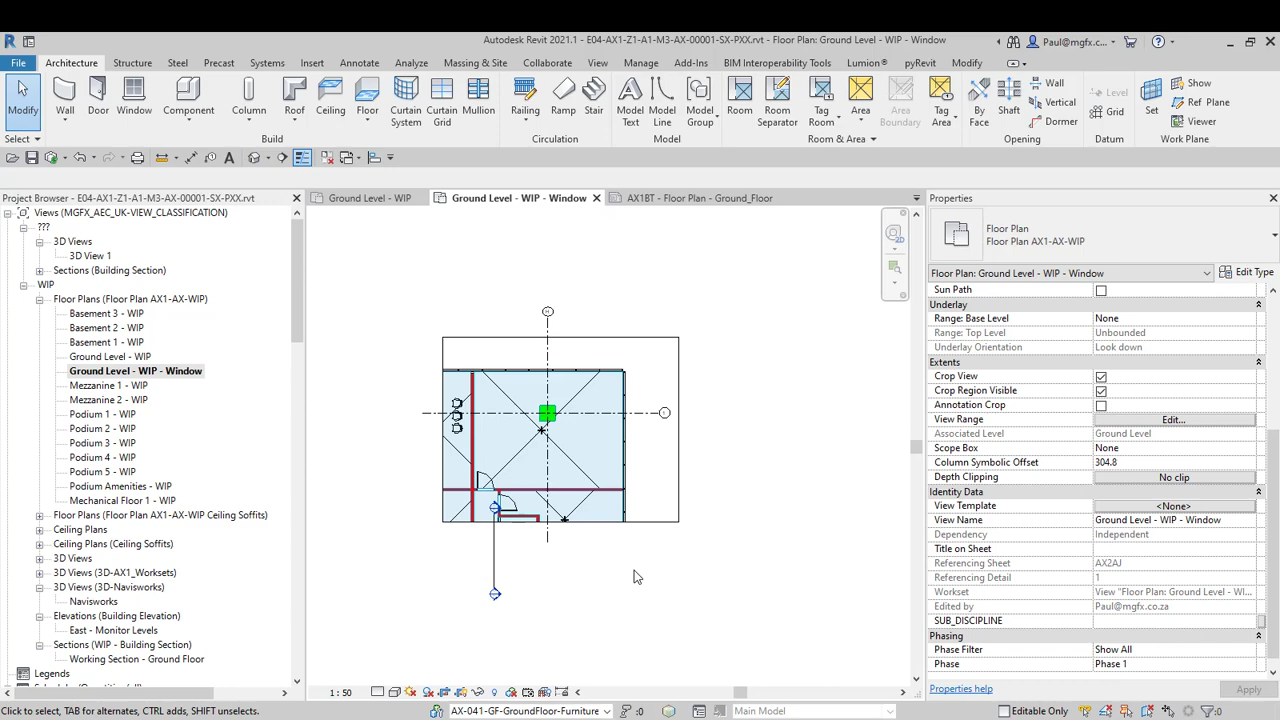 Autodesk Revit 2021.1 - E04-AX1-Z1-A1-M3-AX-00001-SX-PXX.rvt - Floor Plan: Ground Level - WIP - Window
Paul@mgfx.c...
File Architecture Structure Steel Precast Systems Insert Annotate Analyze Massing & Site Collaborate View Manage Add-Ins BIM Interoperability Tools Lumion® pyRevit Modify
Modify Wall Door Window Component Column Roof Ceiling Floor Curtain System Curtain Grid Mullion Railing Ramp Stair Model Text Model Line Model Group Room Room Separator Tag Room Area Area Boundary Tag Area By Face Shaft Wall Vertical Dormer Level Grid Set Show Ref Plane Viewer
Select Build Circulation Model Room & Area Opening Datum Work Plane
Project Browser - E04-AX1-Z1-A1-M3-AX-00001-SX-PXX.rvt
Views (MGFX_AEC_UK-VIEW_CLASSIFICATION)
???
3D Views
3D View 1
Sections (Building Section)
WIP
Floor Plans (Floor Plan AX1-AX-WIP)
Basement 3 - WIP
Basement 2 - WIP
Basement 1 - WIP
Ground Level - WIP
Ground Level - WIP - Window
Mezzanine 1 - WIP
Mezzanine 2 - WIP
Podium 1 - WIP
Podium 2 - WIP
Podium 3 - WIP
Podium 4 - WIP
Podium 5 - WIP
Podium Amenities - WIP
Mechanical Floor 1 - WIP
Floor Plans (Floor Plan AX1-AX-WIP Ceiling Soffits)
Ceiling Plans
Ceiling Plans (Ceiling Soffits)
3D Views
3D Views (3D-AX1_Worksets)
3D Views (3D-Navisworks)
Navisworks
Elevations (Building Elevation)
East - Monitor Levels
Sections (WIP - Building Section)
Working Section - Ground Floor
Legends
Ground Level - WIP
Ground Level - WIP - Window
AX1BT - Floor Plan - Ground_Floor
2D
Properties
Floor Plan
Floor Plan AX1-AX-WIP
Floor Plan: Ground Level - WIP - Window Edit Type
Sun Path
Underlay
Range: Base Level None
Range: Top Level Unbounded
Underlay Orientation Look down
Extents
Crop View
Crop Region Visible
Annotation Crop
View Range Edit...
Associated Level Ground Level
Scope Box None
Column Symbolic Offset 304.8
Depth Clipping No clip
Identity Data
View Template <None>
View Name Ground Level - WIP - Window
Dependency Independent
Title on Sheet
Referencing Sheet AX2AJ
Referencing Detail 1
Workset View "Floor Plan: Ground Level - WI...
Edited by Paul@mgfx.co.za
SUB_DISCIPLINE
Phasing
Phase Filter Show All
Phase Phase 1
Properties help Apply
1 : 50
Click to select, TAB for alternates, CTRL adds, SHIFT unselects.
AX-041-GF-GroundFloor-Furniture
:0
Main Model
Editable Only
:0